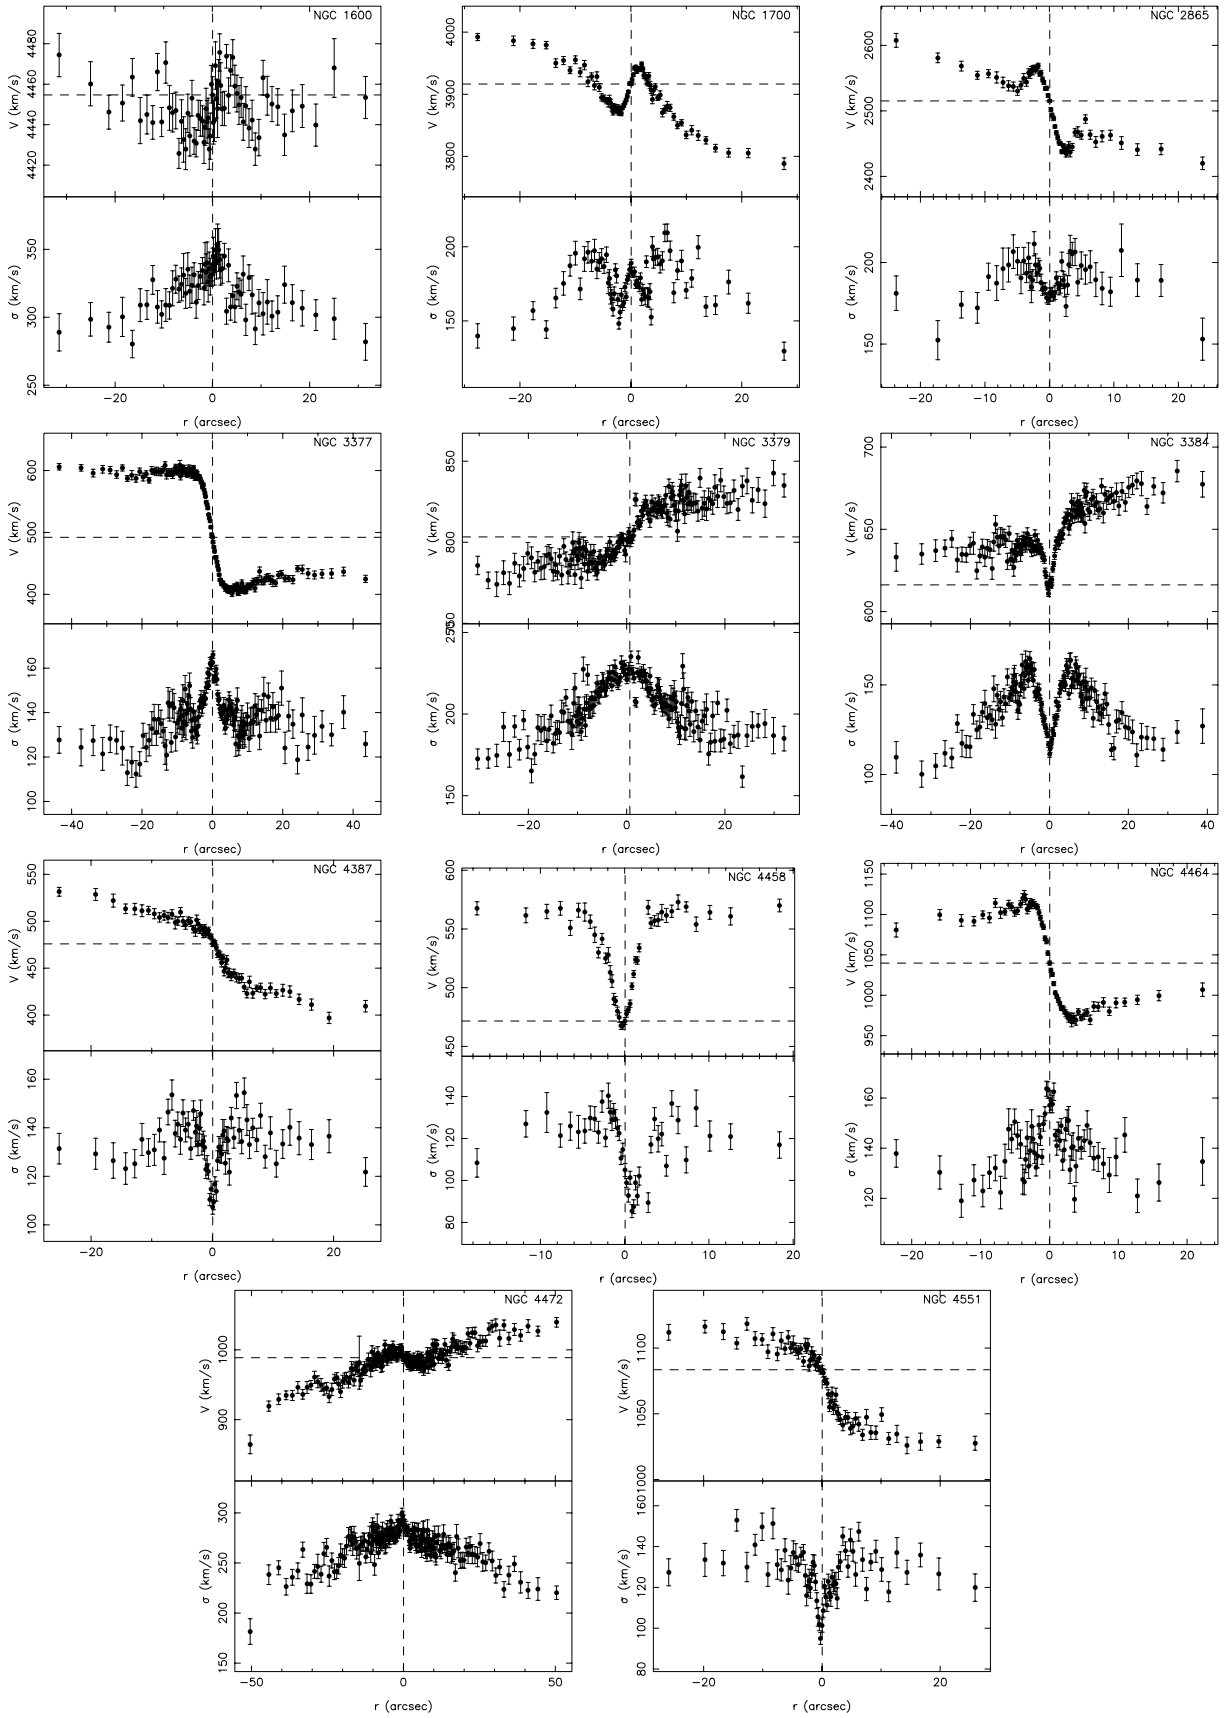 NGC 1600
V (km/s)
4420 4440 4460 4480
σ (km/s)
250 300 350
−20 0 20
r (arcsec)
NGC 1700
V (km/s)
3800 3900 4000
σ (km/s)
150 200
−20 0 20
r (arcsec)
NGC 2865
V (km/s)
2400 2500 2600
σ (km/s)
150 200
−20 −10 0 10 20
r (arcsec)
NGC 3377
V (km/s)
400 500 600
σ (km/s)
100 120 140 160
−40 −20 0 20 40
r (arcsec)
NGC 3379
V (km/s)
800 850
σ (km/s)
150 200 250
−20 0 20
r (arcsec)
NGC 3384
V (km/s)
600 650 700
σ (km/s)
100 150
−40 −20 0 20 40
r (arcsec)
NGC 4387
V (km/s)
400 450 500 550
σ (km/s)
100 120 140 160
−20 0 20
r (arcsec)
NGC 4458
V (km/s)
450 500 550 600
σ (km/s)
80 100 120 140
−10 0 10 20
r (arcsec)
NGC 4464
V (km/s)
950 1000 1050 1100 1150
σ (km/s)
120 140 160
−20 −10 0 10 20
r (arcsec)
NGC 4472
V (km/s)
900 1000
σ (km/s)
150 200 250 300
−50 0 50
r (arcsec)
NGC 4551
V (km/s)
1000 1050 1100
σ (km/s)
80 100 120 140 160
−20 0 20
r (arcsec)